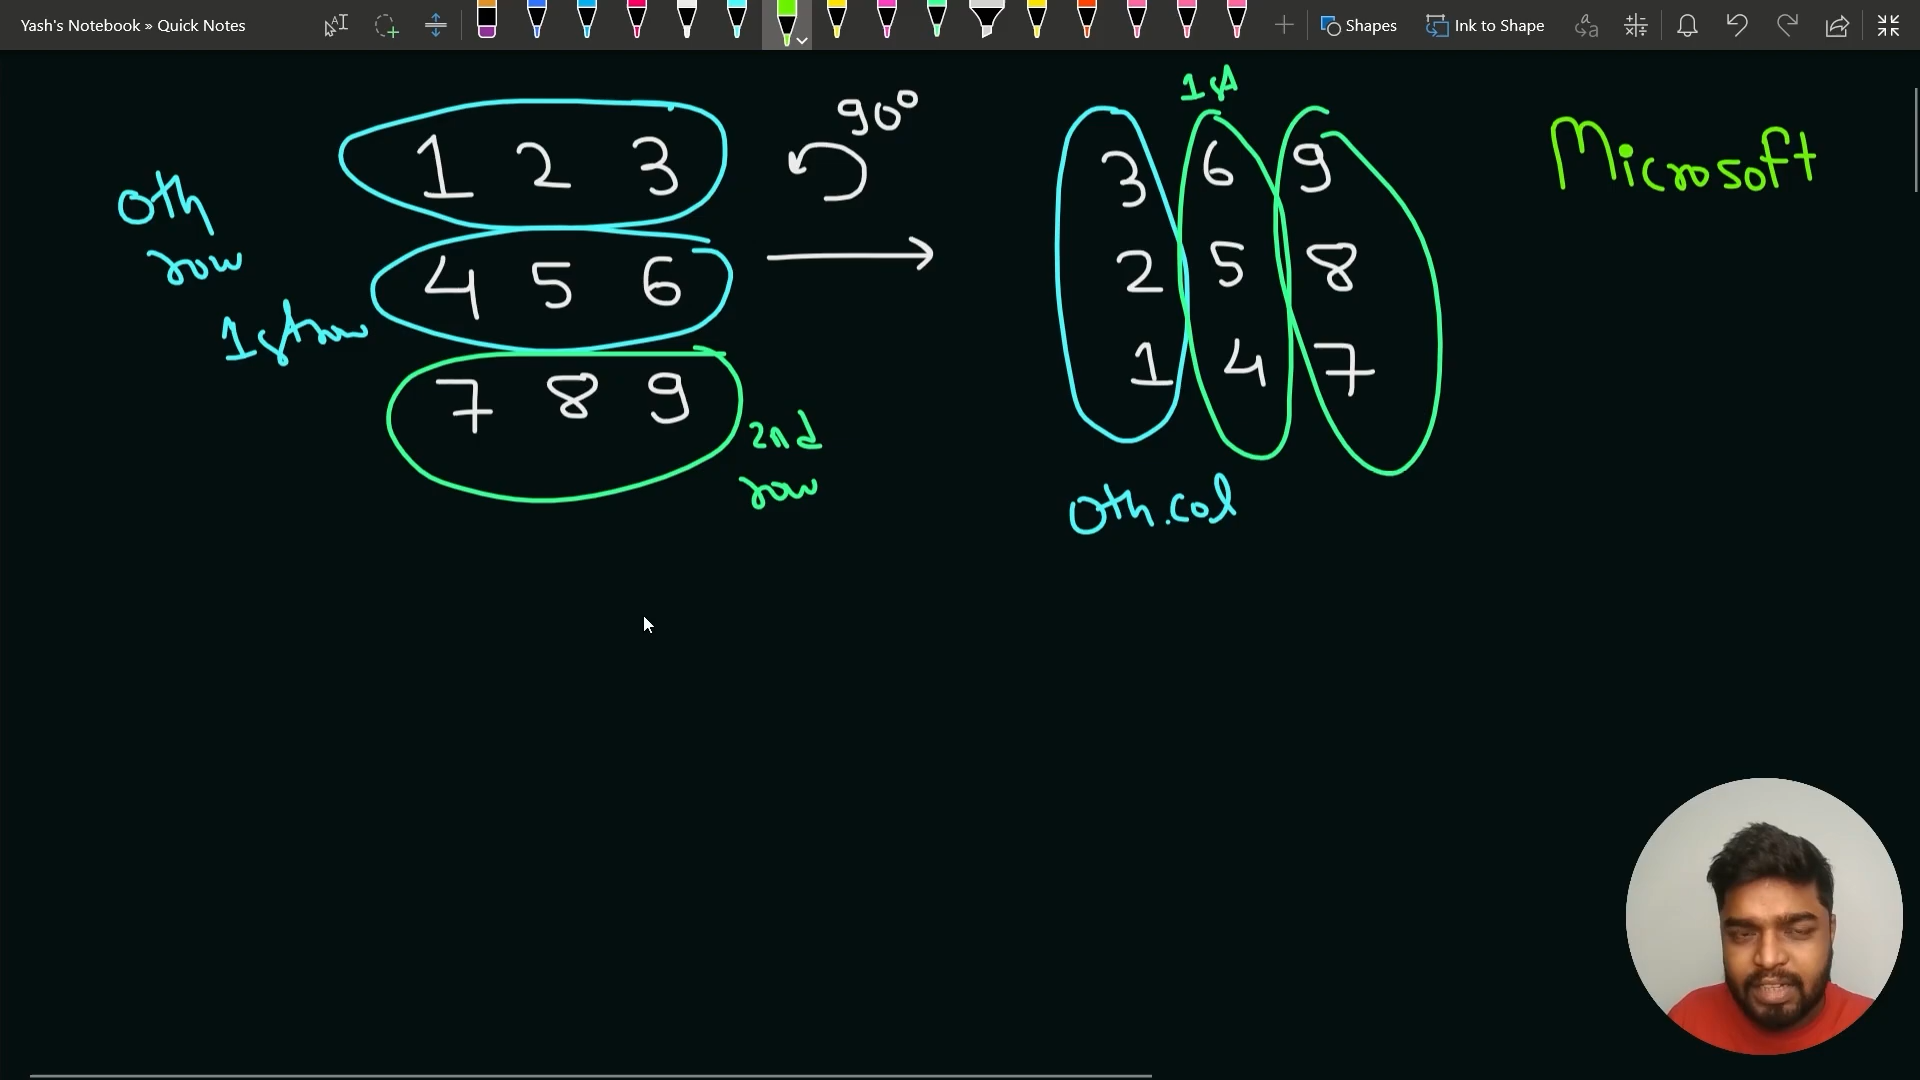 Yash's Notebook » Quick Notes
Shapes
Ink to Shape
1 2 3
4 5 6
7 8 9
0th
row
1st row
2nd
row
90°
1st
3 6 9
2 5 8
1 4 7
0th.col
Microsoft